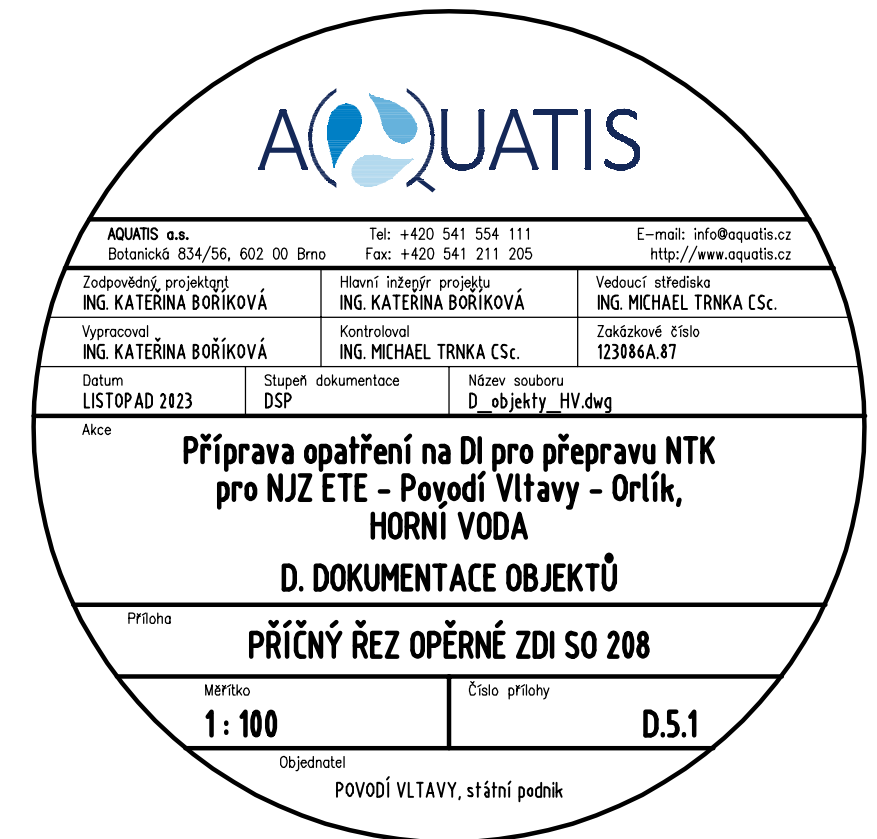 AQUATIS
AQUATIS a.s. Tel: +420 541 554 111 E-mail: info@aquatis.cz
Botanická 834/56, 602 00 Brno Fax: +420 541 211 205 http://www.aquatis.cz
Zodpovědný projektant Hlavní inženýr projektu Vedoucí střediska
ING. KATEŘINA BOŘÍKOVÁ ING. KATEŘINA BOŘÍKOVÁ ING. MICHAEL TRNKA CSc.
Vypracoval Kontroloval Zakázkové číslo
ING. KATEŘINA BOŘÍKOVÁ ING. MICHAEL TRNKA CSc. 123086A.87
Datum Stupeň dokumentace Název souboru
LISTOPAD 2023 DSP D_objekty_HV.dwg
Akce
Příprava opatření na DI pro přepravu NTK
pro NJZ ETE - Povodí Vltavy - Orlík,
HORNÍ VODA
D. DOKUMENTACE OBJEKTŮ
Příloha
PŘÍČNÝ ŘEZ OPĚRNÉ ZDI SO 208
Měřítko Číslo přílohy
1 : 100 D.5.1
Objednatel
POVODÍ VLTAVY, státní podnik